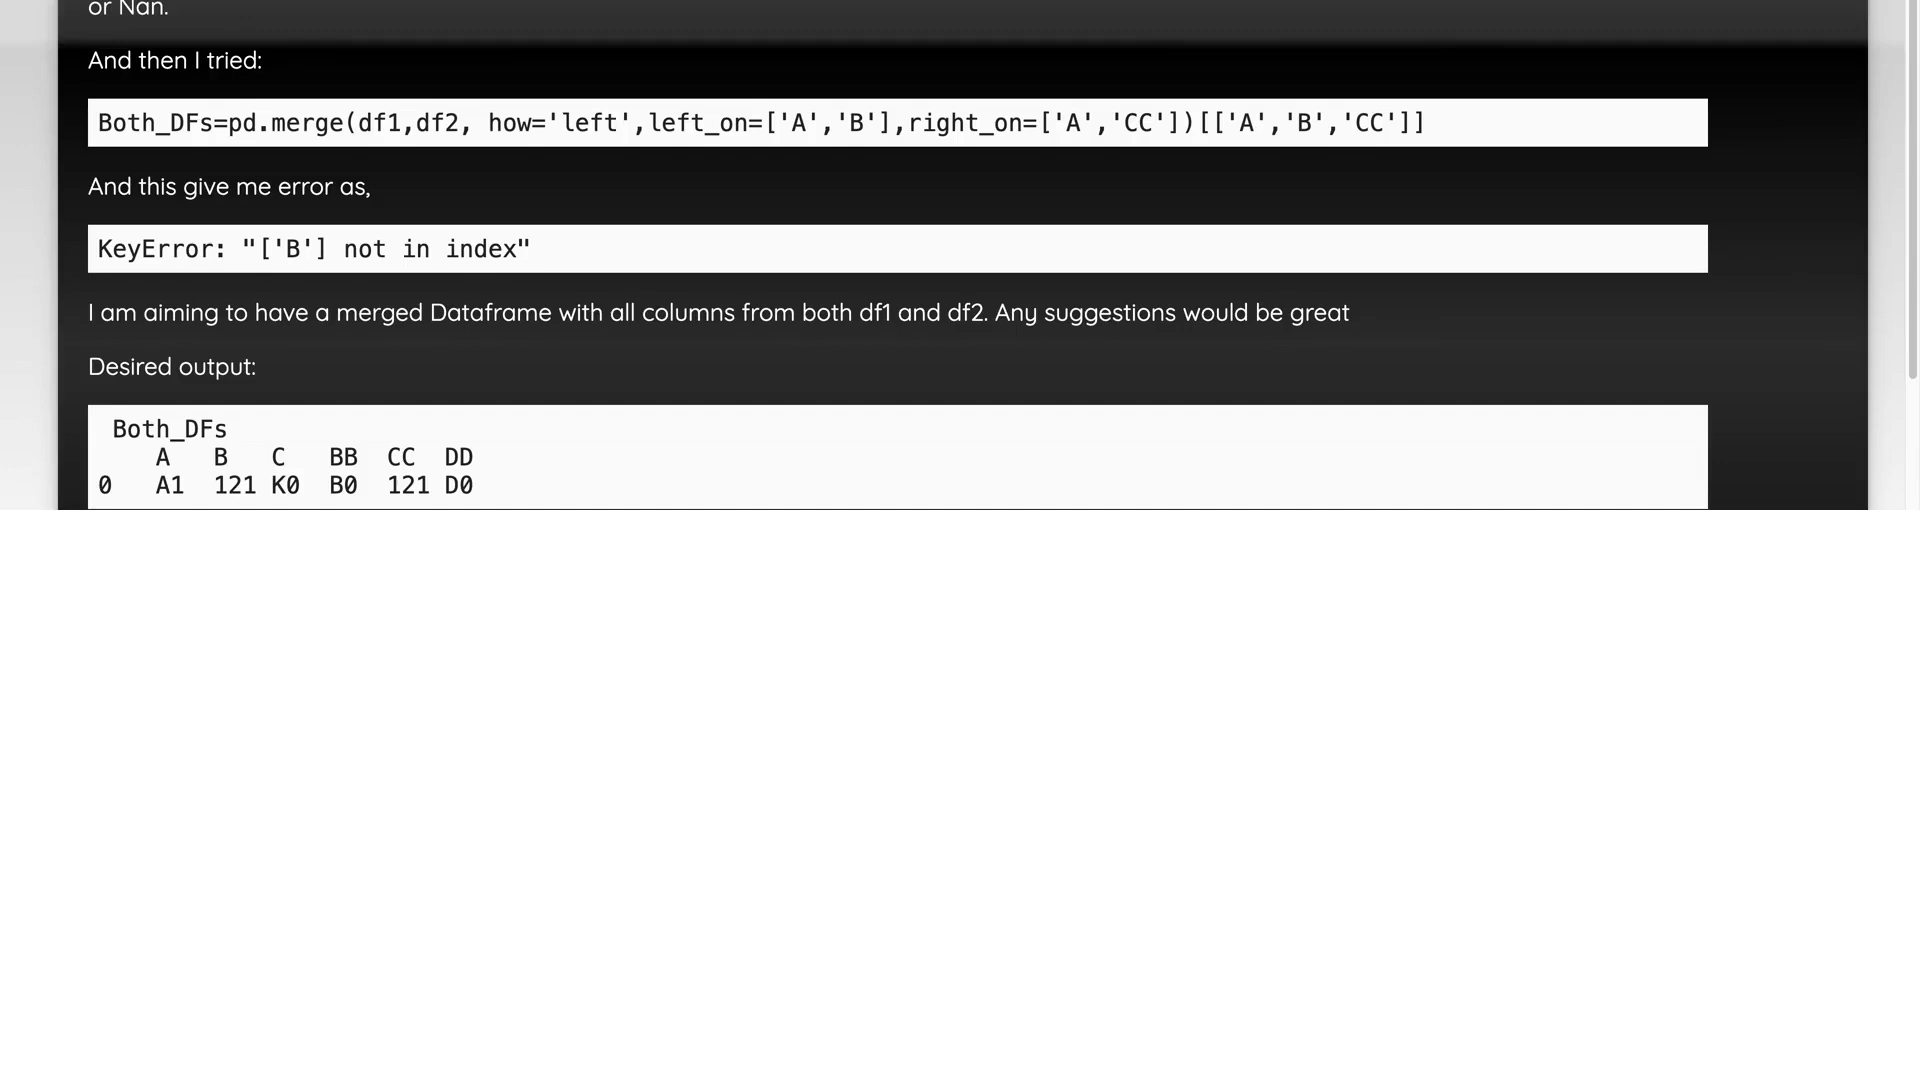 or Nan.
And then I tried:
Both_DFs=pd.merge(df1,df2, how='left',left_on=['A','B'],right_on=['A','CC'])[['A','B','CC']]
And this give me error as,
KeyError: "['B'] not in index"
I am aiming to have a merged Dataframe with all columns from both df1 and df2. Any suggestions would be great
Desired output:
Both_DFs
A B C BB CC DD
0 A1 121 K0 B0 121 D0